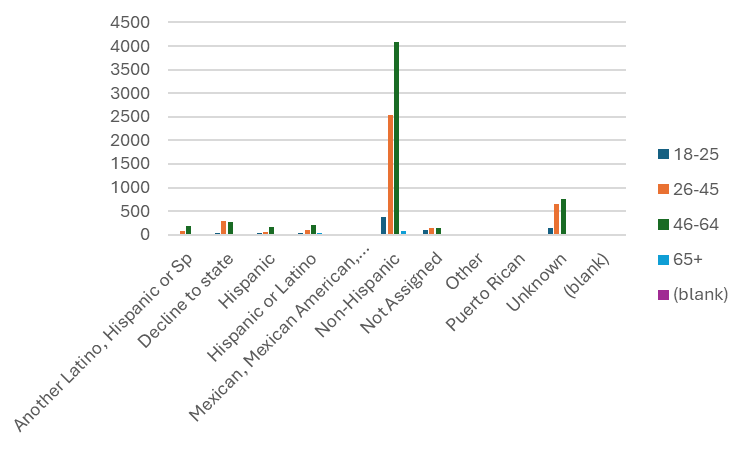 4500
4000
3500
3000
2500
2000
1500
1000
500
0
Another Latino, Hispanic or Sp
Decline to state
Hispanic
Hispanic or Latino
Mexican, Mexican American,...
Non-Hispanic
Not Assigned
Other
Puerto Rican
Unknown
(blank)
18-25
26-45
46-64
65+
(blank)